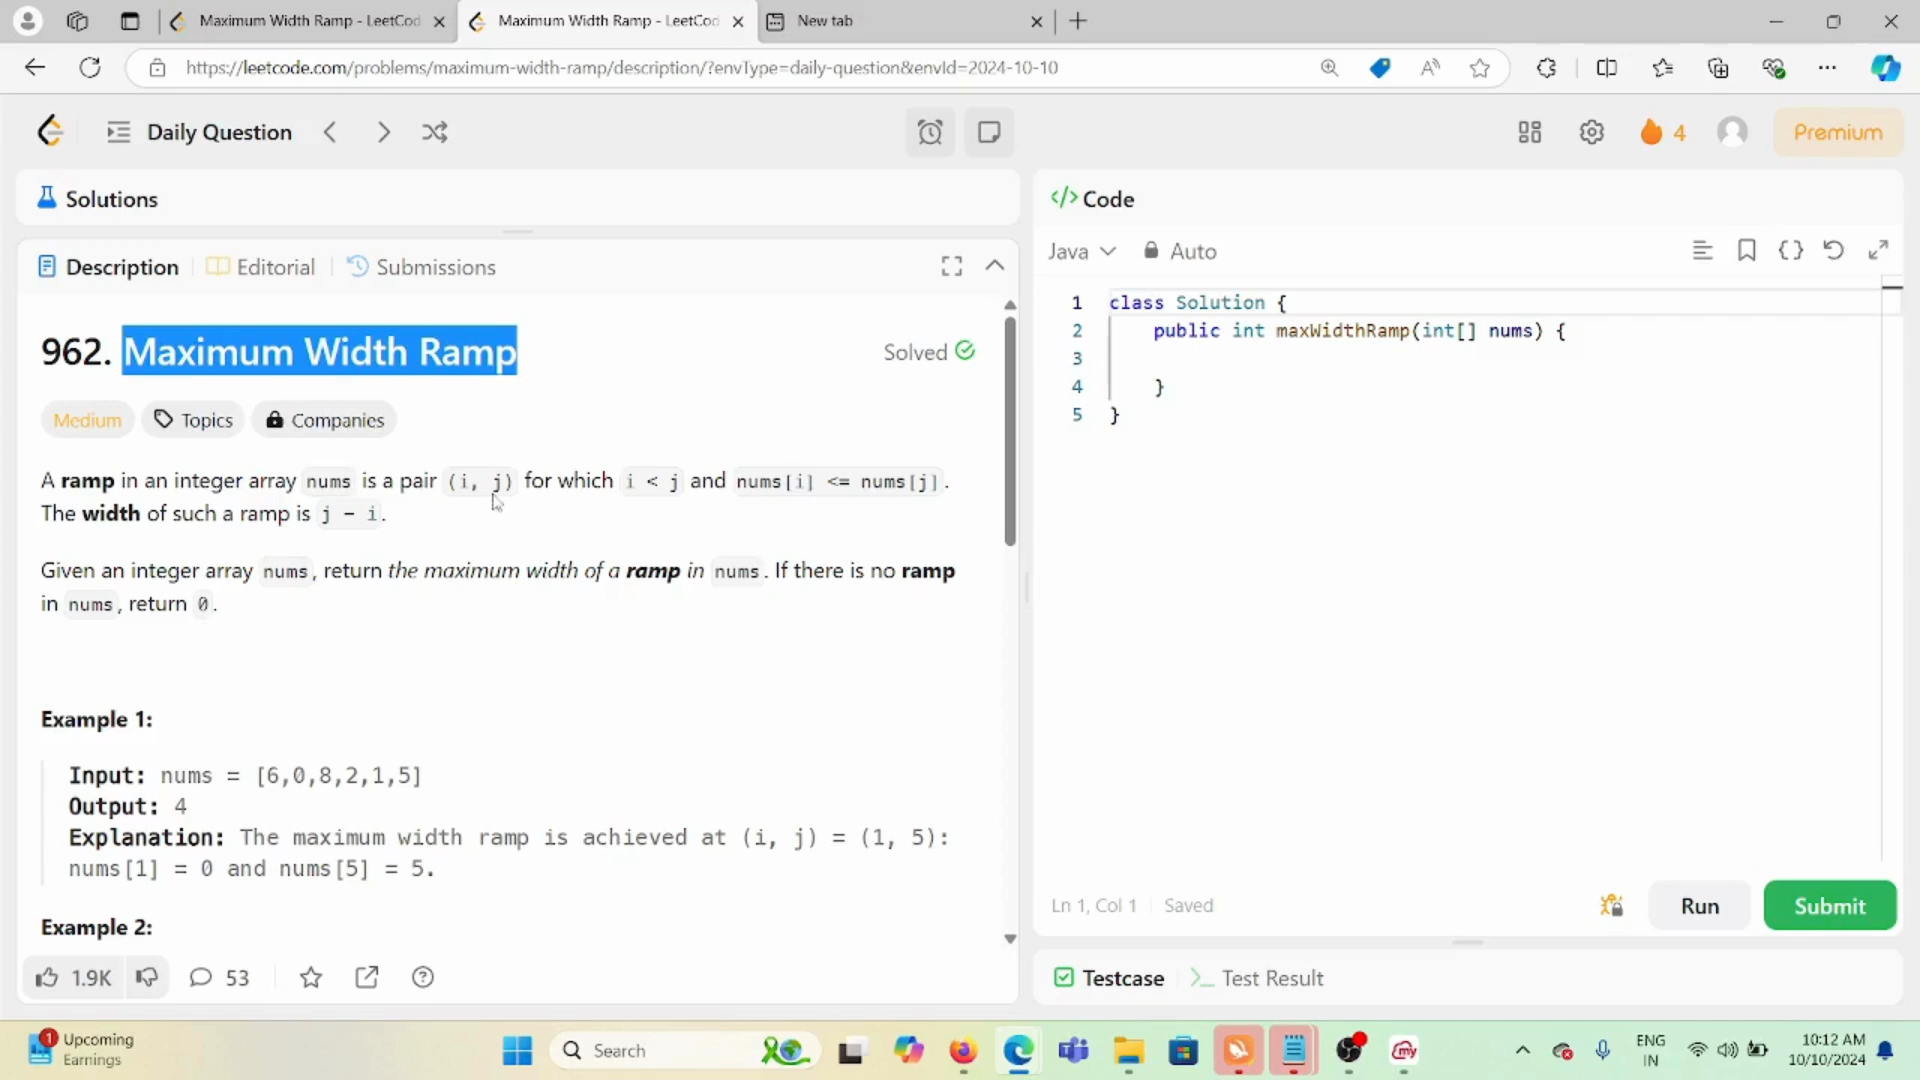 Maximum Width Ramp - LeetCod
Maximum Width Ramp - LeetCod
New tab
https://leetcode.com/problems/maximum-width-ramp/description/?envType=daily-question&envId=2024-10-10
Daily Question
4
Premium
Solutions
Description
Editorial
Submissions
962. Maximum Width Ramp
Solved
Medium
Topics
Companies
A ramp in an integer array nums is a pair (i, j) for which i < j and nums[i] <= nums[j].
The width of such a ramp is j - i.
Given an integer array nums, return the maximum width of a ramp in nums. If there is no ramp
in nums, return 0.
Example 1:
Input: nums = [6,0,8,2,1,5]
Output: 4
Explanation: The maximum width ramp is achieved at (i, j) = (1, 5):
nums[1] = 0 and nums[5] = 5.
Example 2:
1.9K
53
Code
Java
Auto
1 class Solution {
2 public int maxWidthRamp(int[] nums) {
3
4 }
5 }
Ln 1, Col 1
Saved
Run
Submit
Testcase
Test Result
1
Upcoming
Earnings
Search
my
ENG
IN
10:12 AM
10/10/2024